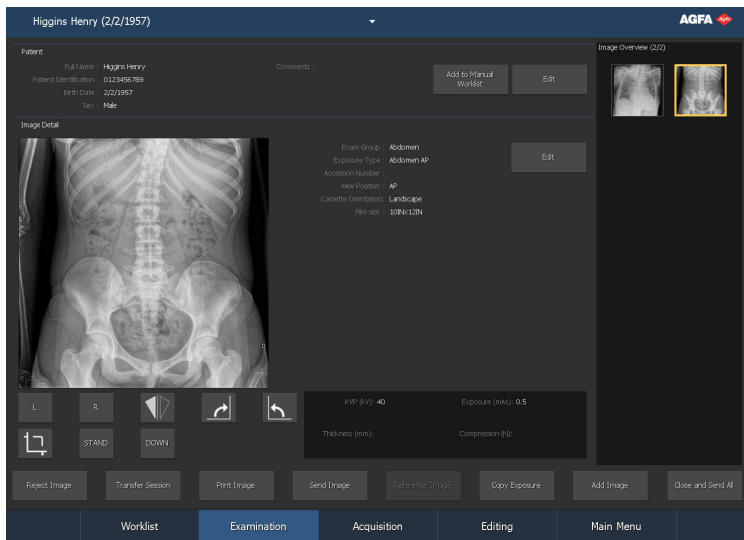 Higgins Henry (2/2/1957)
AGFA
Patient
Full Name : Higgins Henry
Patient Identification : 0123456789
Birth Date : 2/2/1957
Sex : Male
Comments :
Add to Manual
Worklist
Edit
Image Overview (2/2)
Image Detail
Exam Group : Abdomen
Exposure Type : Abdomen AP
Accession Number :
View Position : AP
Cassette Orientation: Landscape
Film size : 10INx12IN
Edit
L
R
STAND
DOWN
KVP (kV): 40
Exposure (mAs): 0.5
Thickness (mm):
Compression (N):
Reject Image
Transfer Session
Print Image
Send Image
Reference Image
Copy Exposure
Add Image
Close and Send All
Worklist
Examination
Acquisition
Editing
Main Menu